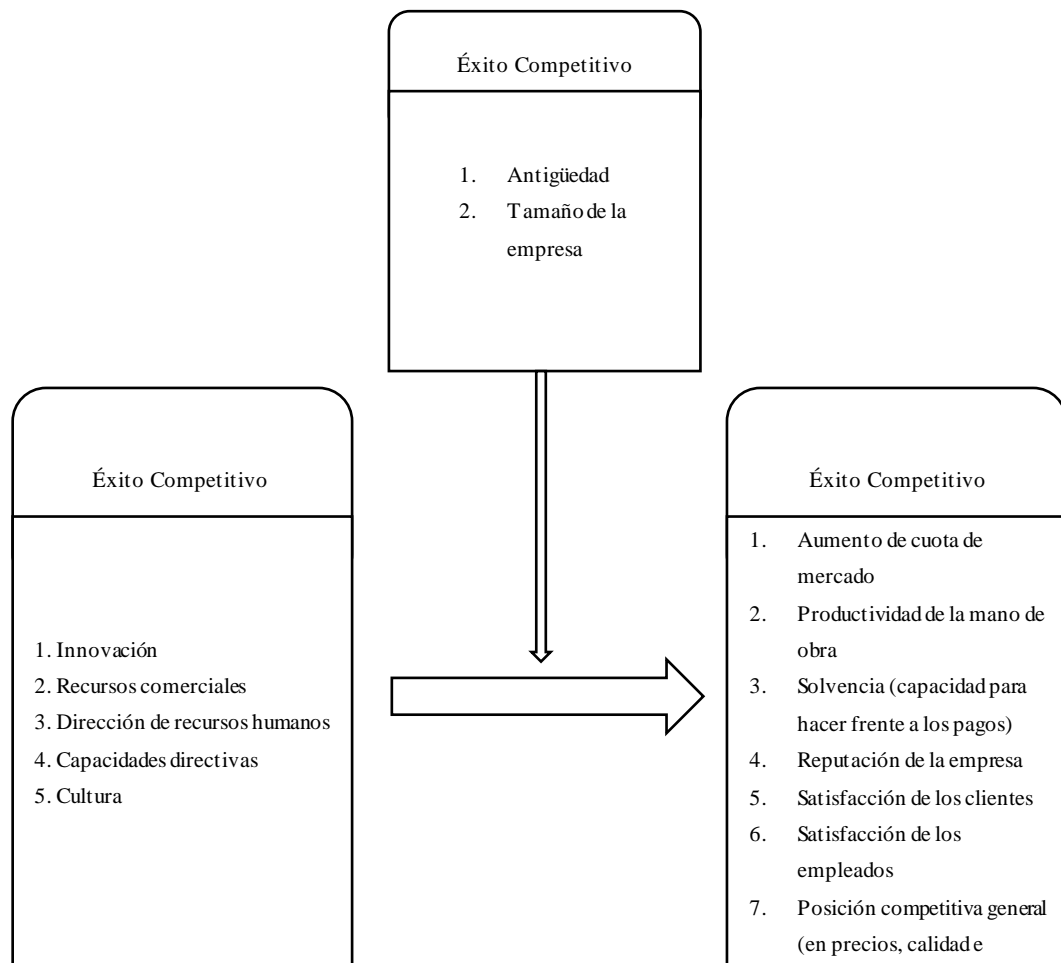 Éxito Competitivo
1. Antigüedad
2. Tamaño de la
empresa
Éxito Competitivo
1. Innovación
2. Recursos comerciales
3. Dirección de recursos humanos
4. Capacidades directivas
5. Cultura
Éxito Competitivo
1. Aumento de cuota de
mercado
2. Productividad de la mano de
obra
3. Solvencia (capacidad para
hacer frente a los pagos)
4. Reputación de la empresa
5. Satisfacción de los clientes
6. Satisfacción de los
empleados
7. Posición competitiva general
(en precios, calidad e